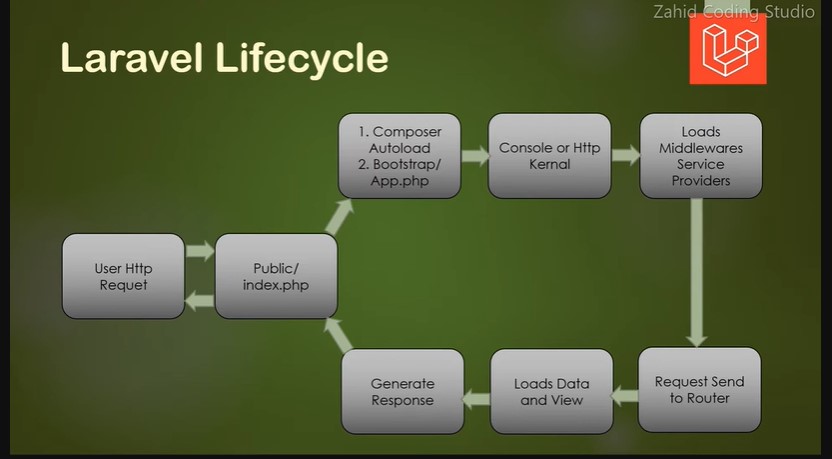 Zahid Coding Studio
Laravel Lifecycle
1. Composer
Autoload
2. Bootstrap/
App.php
Console or Http
Kernal
Loads
Middlewares
Service
Providers
User Http
Requet
Public/
index.php
Generate
Response
Loads Data
and View
Request Send
to Router